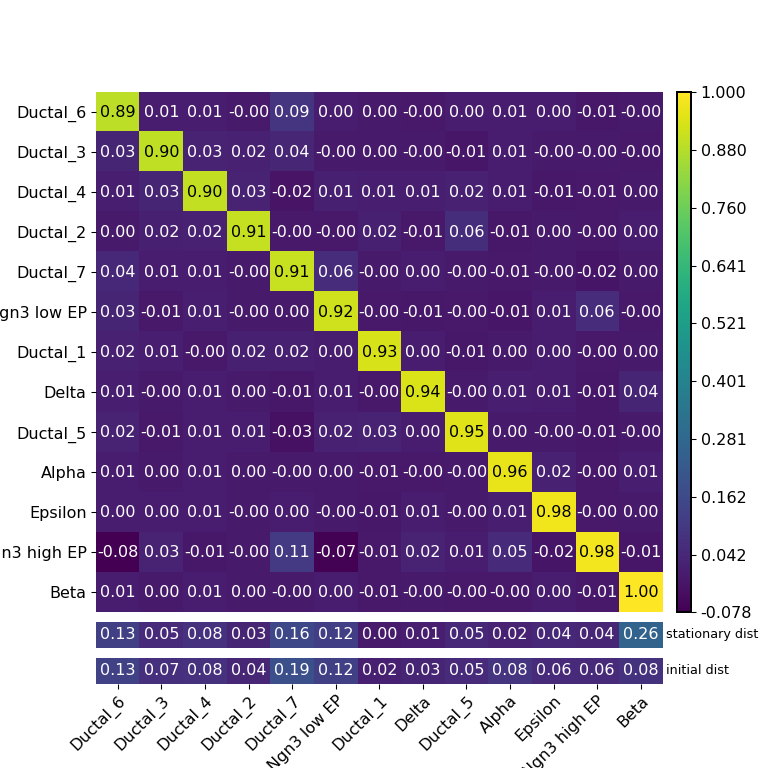 Ductal_6 0.89 0.01 0.01 -0.00 0.09 0.00 0.00 -0.00 0.00 0.01 0.00 -0.01 -0.00
Ductal_3 0.03 0.90 0.03 0.02 0.04 -0.00 0.00 -0.00 -0.01 0.01 -0.00 -0.00 -0.00
Ductal_4 0.01 0.03 0.90 0.03 -0.02 0.01 0.01 0.01 0.02 0.01 -0.01 -0.01 0.00
Ductal_2 0.00 0.02 0.02 0.91 -0.00 -0.00 0.02 -0.01 0.06 -0.01 0.00 -0.00 0.00
Ductal_7 0.04 0.01 0.01 -0.00 0.91 0.06 -0.00 0.00 -0.00 -0.01 -0.00 -0.02 0.00
gn3 low EP 0.03 -0.01 0.01 -0.00 0.00 0.92 -0.00 -0.01 -0.00 -0.01 0.01 0.06 -0.00
Ductal_1 0.02 0.01 -0.00 0.02 0.02 0.00 0.93 0.00 -0.01 0.00 0.00 -0.00 0.00
Delta 0.01 -0.00 0.01 0.00 -0.01 0.01 -0.00 0.94 -0.00 0.01 0.01 -0.01 0.04
Ductal_5 0.02 -0.01 0.01 0.01 -0.03 0.02 0.03 0.00 0.95 0.00 -0.00 -0.01 -0.00
Alpha 0.01 0.00 0.01 0.00 -0.00 0.00 -0.01 -0.00 -0.00 0.96 0.02 -0.00 0.01
Epsilon 0.00 0.00 0.01 -0.00 0.00 -0.00 -0.01 0.01 -0.00 0.01 0.98 -0.00 0.00
n3 high EP -0.08 0.03 -0.01 -0.00 0.11 -0.07 -0.01 0.02 0.01 0.05 -0.02 0.98 -0.01
Beta 0.01 0.00 0.01 0.00 -0.00 0.00 -0.01 -0.00 -0.00 -0.00 0.00 -0.01 1.00
0.13 0.05 0.08 0.03 0.16 0.12 0.00 0.01 0.05 0.02 0.04 0.04 0.26 stationary dist
0.13 0.07 0.08 0.04 0.19 0.12 0.02 0.03 0.05 0.08 0.06 0.06 0.08 initial dist
Ductal_6 Ductal_3 Ductal_4 Ductal_2 Ductal_7 Ngn3 low EP Ductal_1 Delta Ductal_5 Alpha Epsilon Ngn3 high EP Beta
1.000
0.880
0.760
0.641
0.521
0.401
0.281
0.162
0.042
-0.078